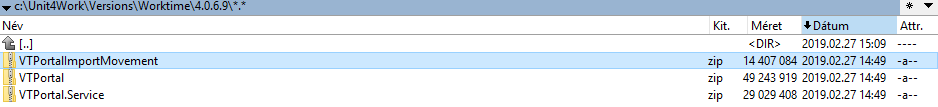 c:\Unit4Work\Versions\Worktime\4.0.6.9\*.* * ▼
Név Kit. Méret Dátum Attr.
[..] <DIR> 2019.02.27 15:09 ----
VTPortalImportMovement zip 14 407 084 2019.02.27 14:49 -a--
VTPortal zip 49 243 919 2019.02.27 14:49 -a--
VTPortal.Service zip 29 029 408 2019.02.27 14:49 -a--